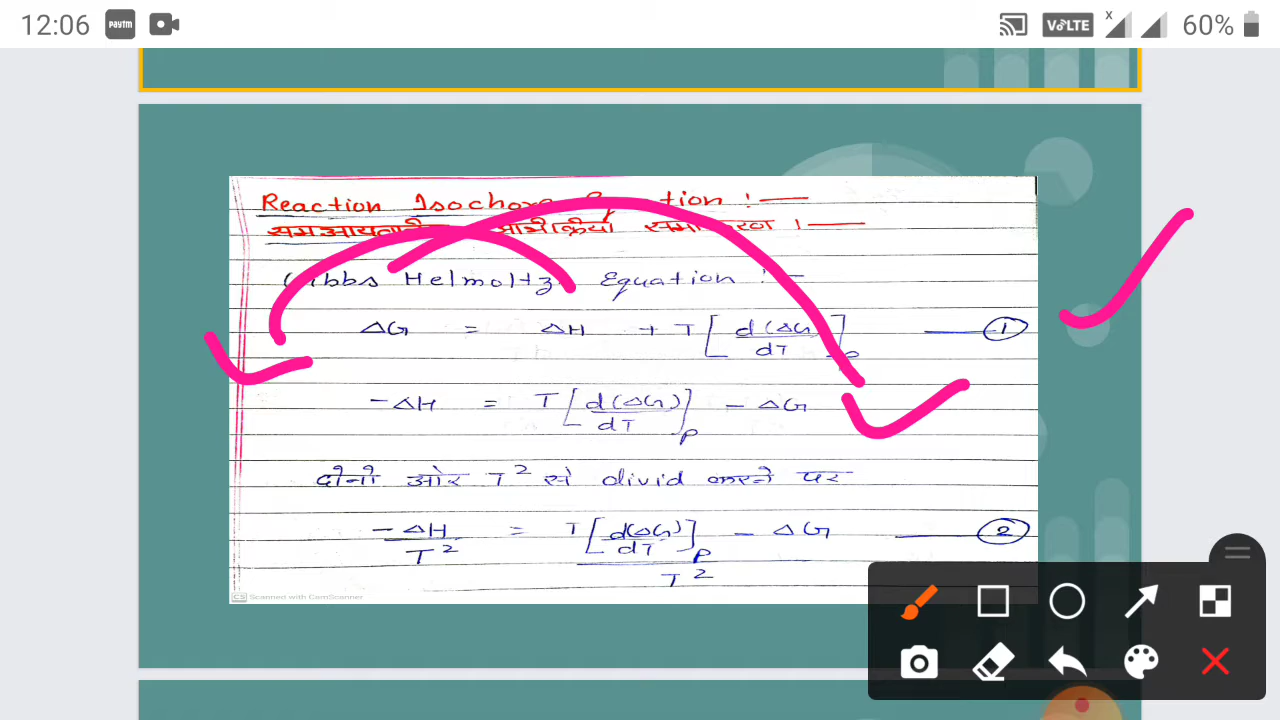 12:06 Paytm VoLTE x 60%
Reaction Isochore Equation :—
समआयतनिक अभिक्रिया समीकरण ।—
Gibbs Helmoltz Equation :—
ΔG = ΔH + T [d(ΔG)/dT]P —— ①
-ΔH = T [d(ΔG)/dT]P - ΔG
दोनो ओर T² से divid करने पर
-ΔH/T² = T [d(ΔG)/dT]P - ΔG / T² —— ②
CS Scanned with CamScanner